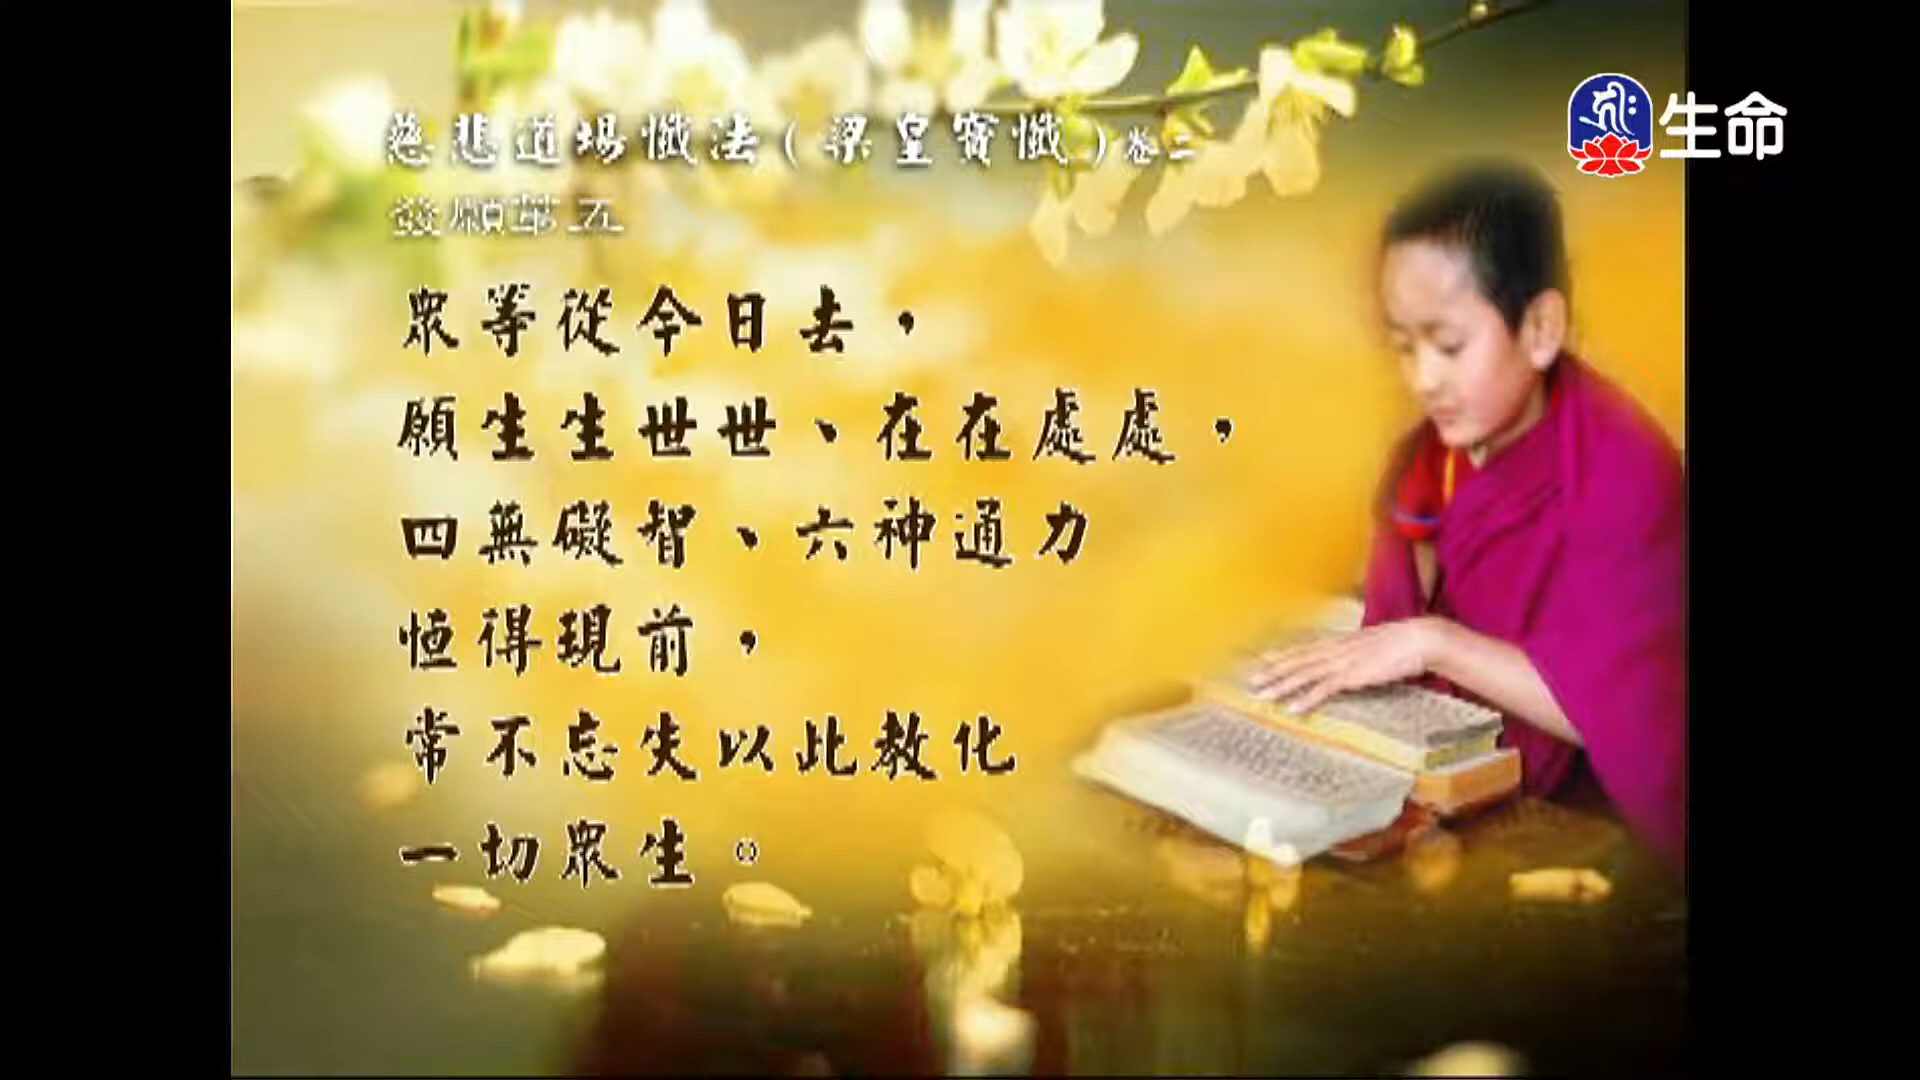 生命
慈悲道場懺法(梁皇寶懺)卷二
發願第五
眾等從今日去，
願生生世世、在在處處，
四無礙智、六神通力
恒得現前，
常不忘失以此教化
一切眾生。